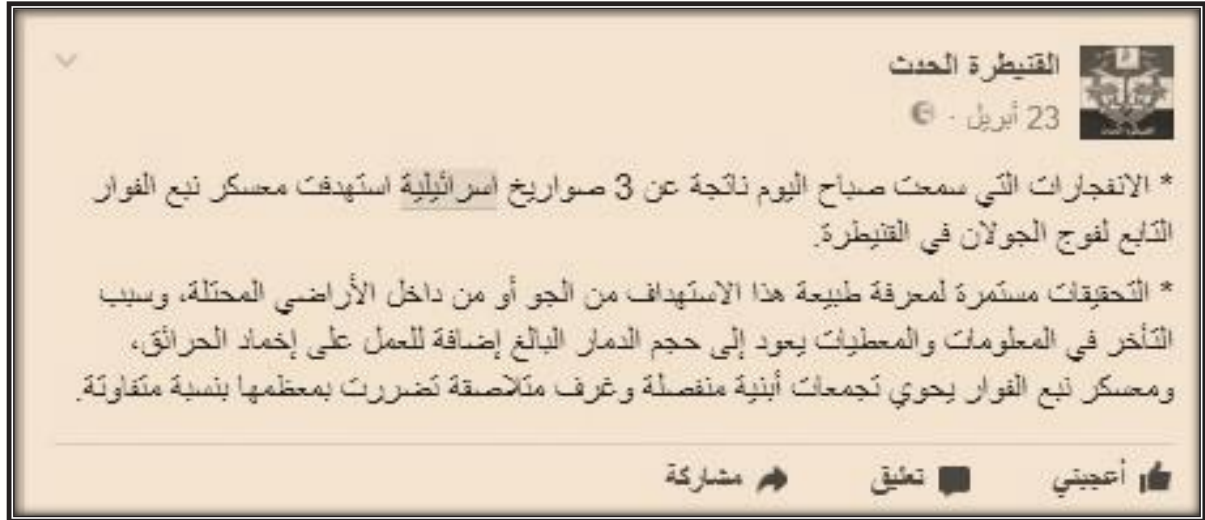 القنيطرة الحدث
23 أبريل ·
* الانفجارات التي سمعت صباح اليوم ناتجة عن 3 صواريخ اسرائيلية استهدفت معسكر نبع الفوار
التابع لفوج الجولان في القنيطرة.
* التحقيقات مستمرة لمعرفة طبيعة هذا الاستهداف من الجو أو من داخل الأراضي المحتلة، وسبب
التأخر في المعلومات والمعطيات يعود إلى حجم الدمار البالغ إضافة للعمل على إخماد الحرائق،
ومعسكر نبع الفوار يحوي تجمعات أبنية منفصلة وغرف متلاصقة تضررت بمعظمها بنسبة متفاوتة.
أعجبني تعليق مشاركة